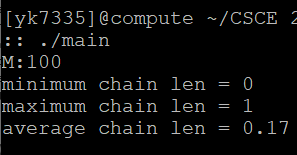 [yk7335]@compute ~/CSCE 2
:: ./main
M:100
minimum chain len = 0
maximum chain len = 1
average chain len = 0.17